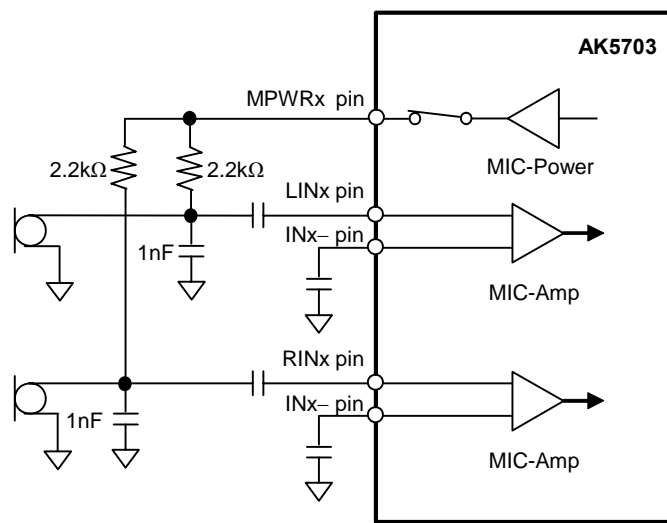 AK5703
MPWRx pin
MIC-Power
2.2kΩ
2.2kΩ
LINx pin
INx− pin
1nF
MIC-Amp
RINx pin
INx− pin
1nF
MIC-Amp